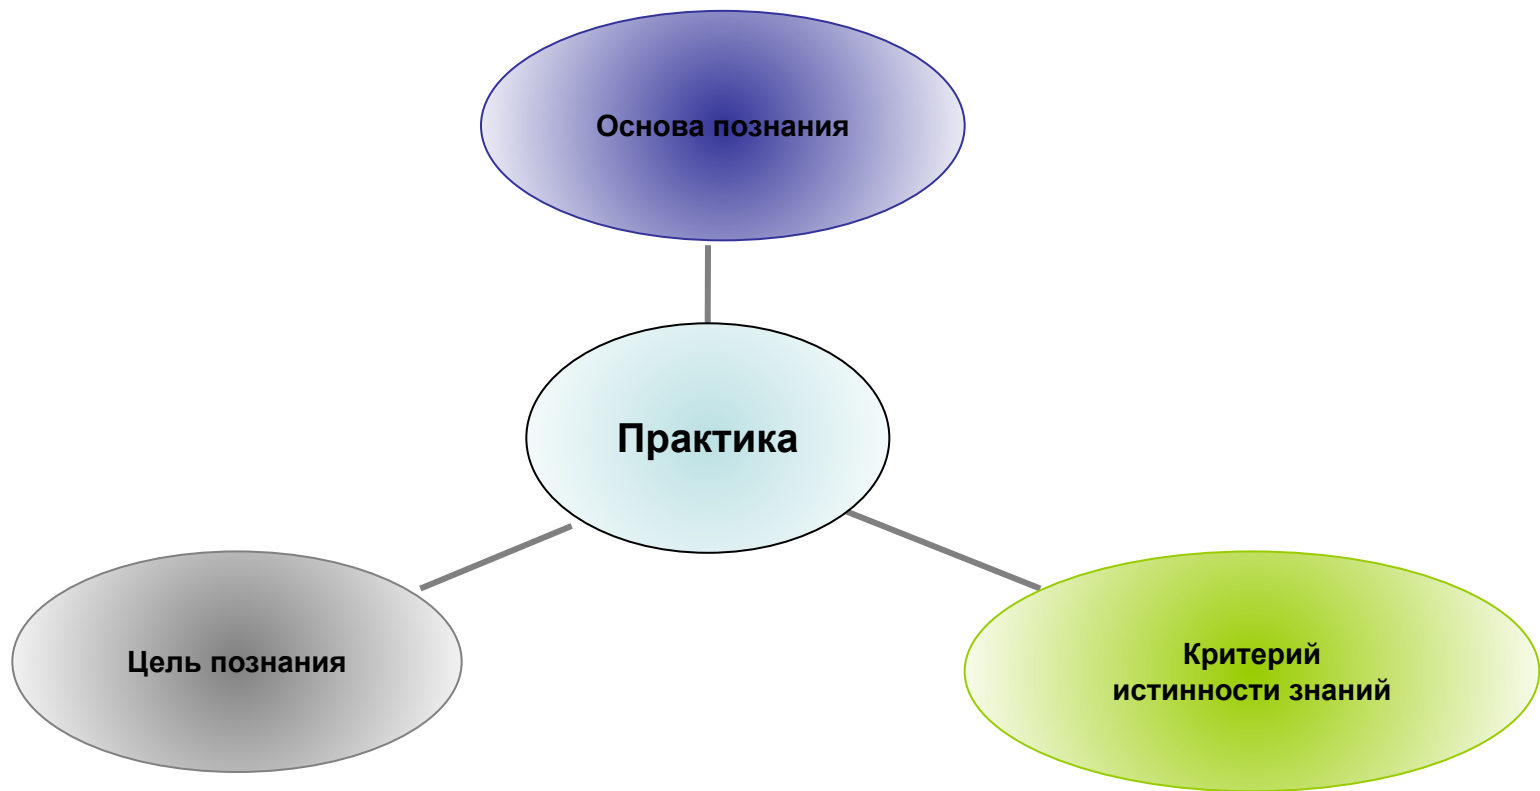 Основа познания
Практика
Цель познания
Критерий
истинности знаний